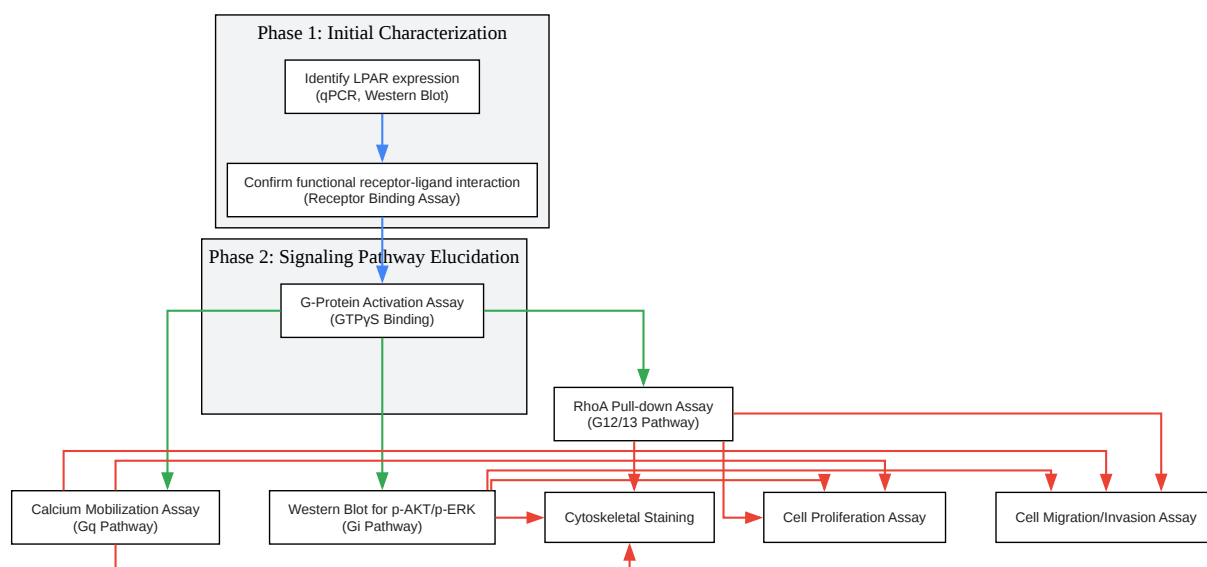 Phase 1: Initial Characterization
Identify LPAR expression
(qPCR, Western Blot)
Confirm functional receptor-ligand interaction
(Receptor Binding Assay)
Phase 2: Signaling Pathway Elucidation
G-Protein Activation Assay
(GTPγS Binding)
RhoA Pull-down Assay
(G12/13 Pathway)
Calcium Mobilization Assay
(Gq Pathway)
Western Blot for p-AKT/p-ERK
(Gi Pathway)
Cytoskeletal Staining
Cell Proliferation Assay
Cell Migration/Invasion Assay